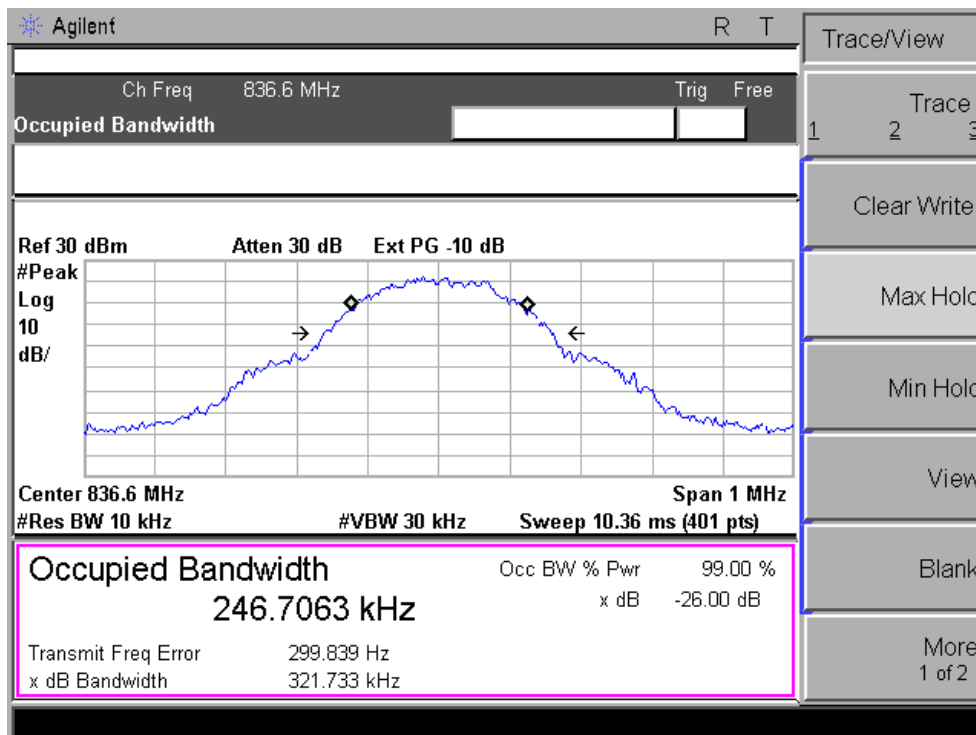 Agilent R T
Trace/View
Ch Freq 836.6 MHz Trig Free
Occupied Bandwidth
Trace
1 2 3
Clear Write
Ref 30 dBm Atten 30 dB Ext PG -10 dB
#Peak
Log
10
dB/
Max Hold
Min Hold
View
Center 836.6 MHz Span 1 MHz
#Res BW 10 kHz #VBW 30 kHz Sweep 10.36 ms (401 pts)
Occupied Bandwidth
246.7063 kHz
Occ BW % Pwr 99.00 %
x dB -26.00 dB
Transmit Freq Error 299.839 Hz
x dB Bandwidth 321.733 kHz
Blank
More
1 of 2